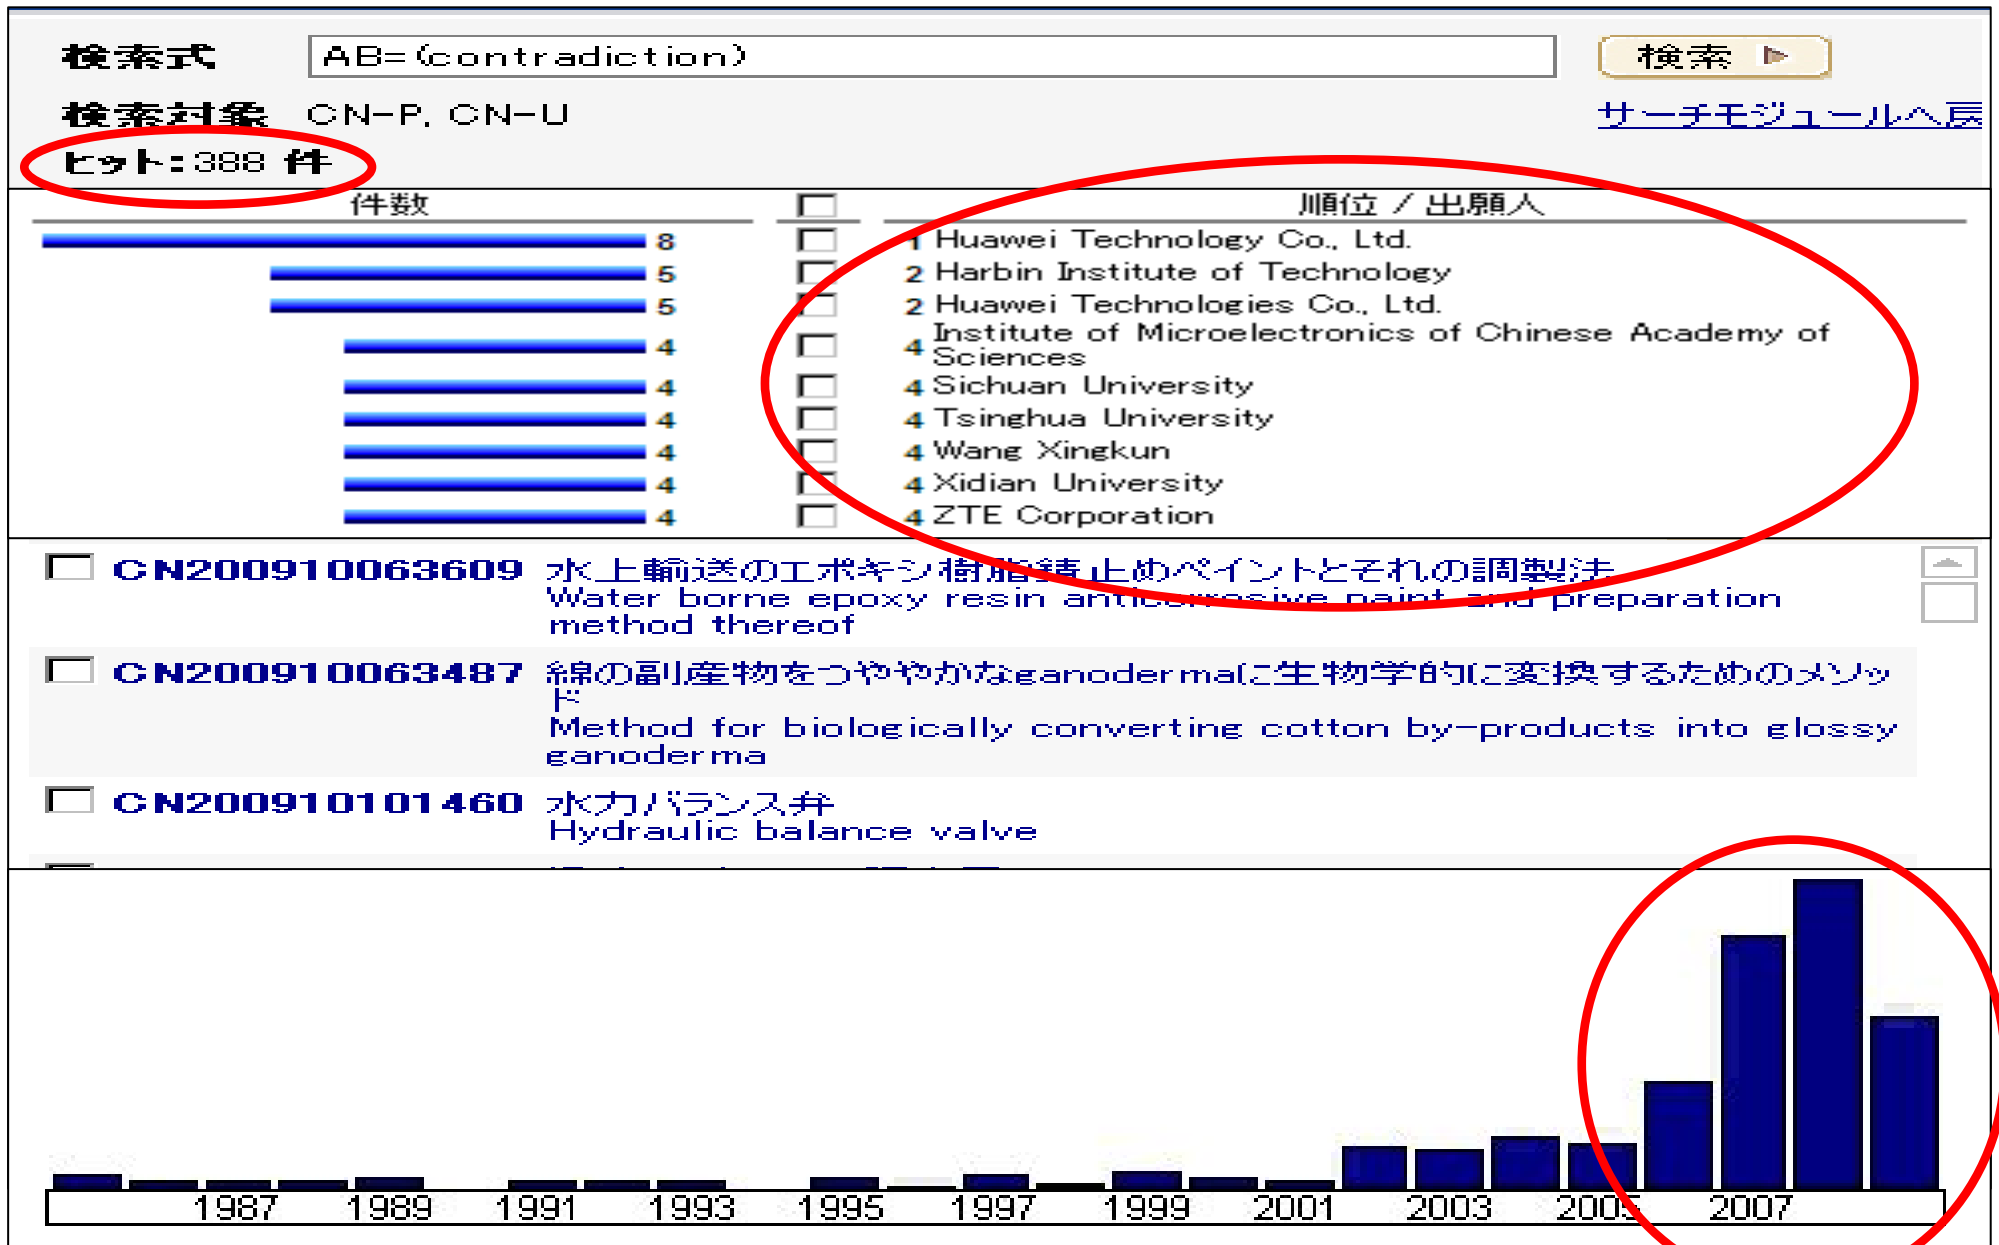 検索式 AB=(contradiction) 検索
検索対象 CN-P, CN-U サーチモジュールへ戻
ヒット:388 件
件数 順位 / 出願人
8 1 Huawei Technology Co., Ltd.
5 2 Harbin Institute of Technology
5 2 Huawei Technologies Co., Ltd.
4 4 Institute of Microelectronics of Chinese Academy of
Sciences
4 4 Sichuan University
4 4 Tsinghua University
4 4 Wang Xingkun
4 4 Xidian University
4 4 ZTE Corporation
CN200910063609 水上輸送のエポキシ樹脂錆止めペイントとそれの調製法
Water borne epoxy resin anticorrosive paint and preparation
method thereof
CN200910063487 綿の副産物をつややかなganodermaに生物学的に変換するためのメソッ
ド
Method for biologically converting cotton by-products into glossy
ganoderma
CN200910101460 水力バランス弁
Hydraulic balance valve
1987 1989 1991 1993 1995 1997 1999 2001 2003 2005 2007